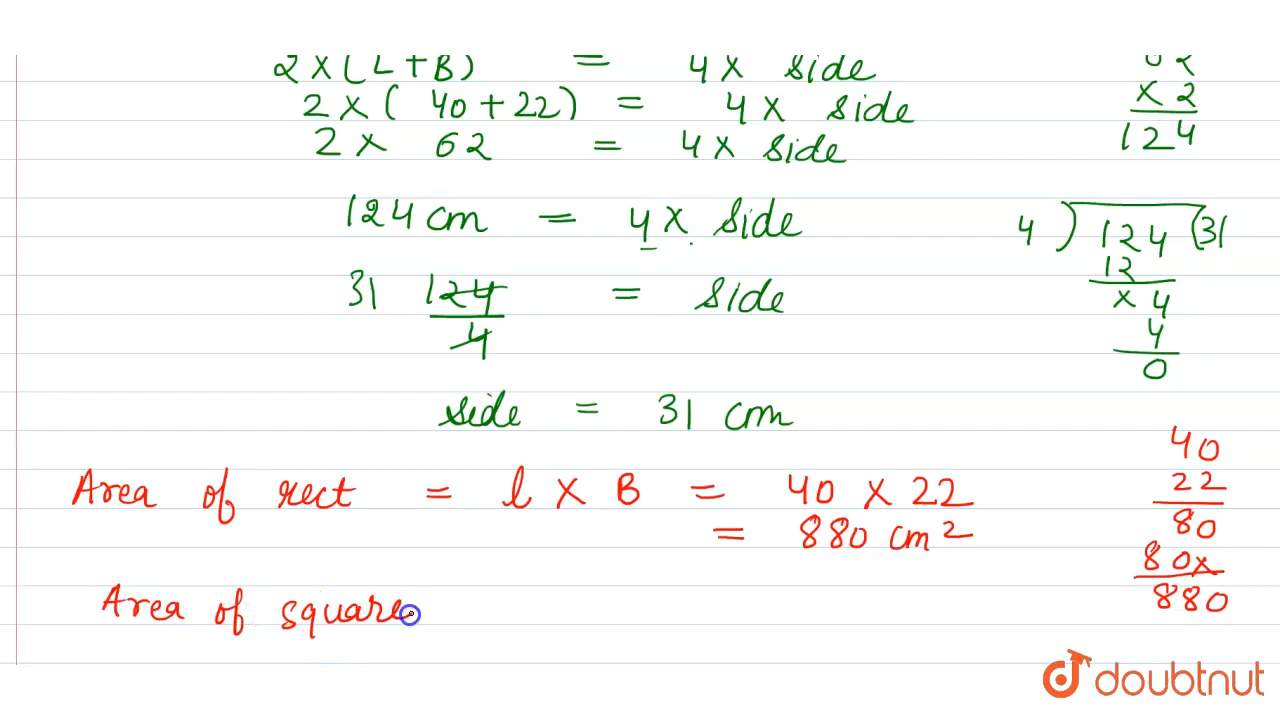 2 × (L + B) = 4 × side
2 × ( 40 + 22) = 4 × side
2 × 62 = 4 × side
124 cm = 4 × side
31 124/4 = side
side = 31 cm
Area of rect = l × B = 40 × 22
= 880 cm²
Area of square
62
× 2
124
4 ) 124 ( 31
12
× 4
4
0
40
22
80
80×
880
doubtnut